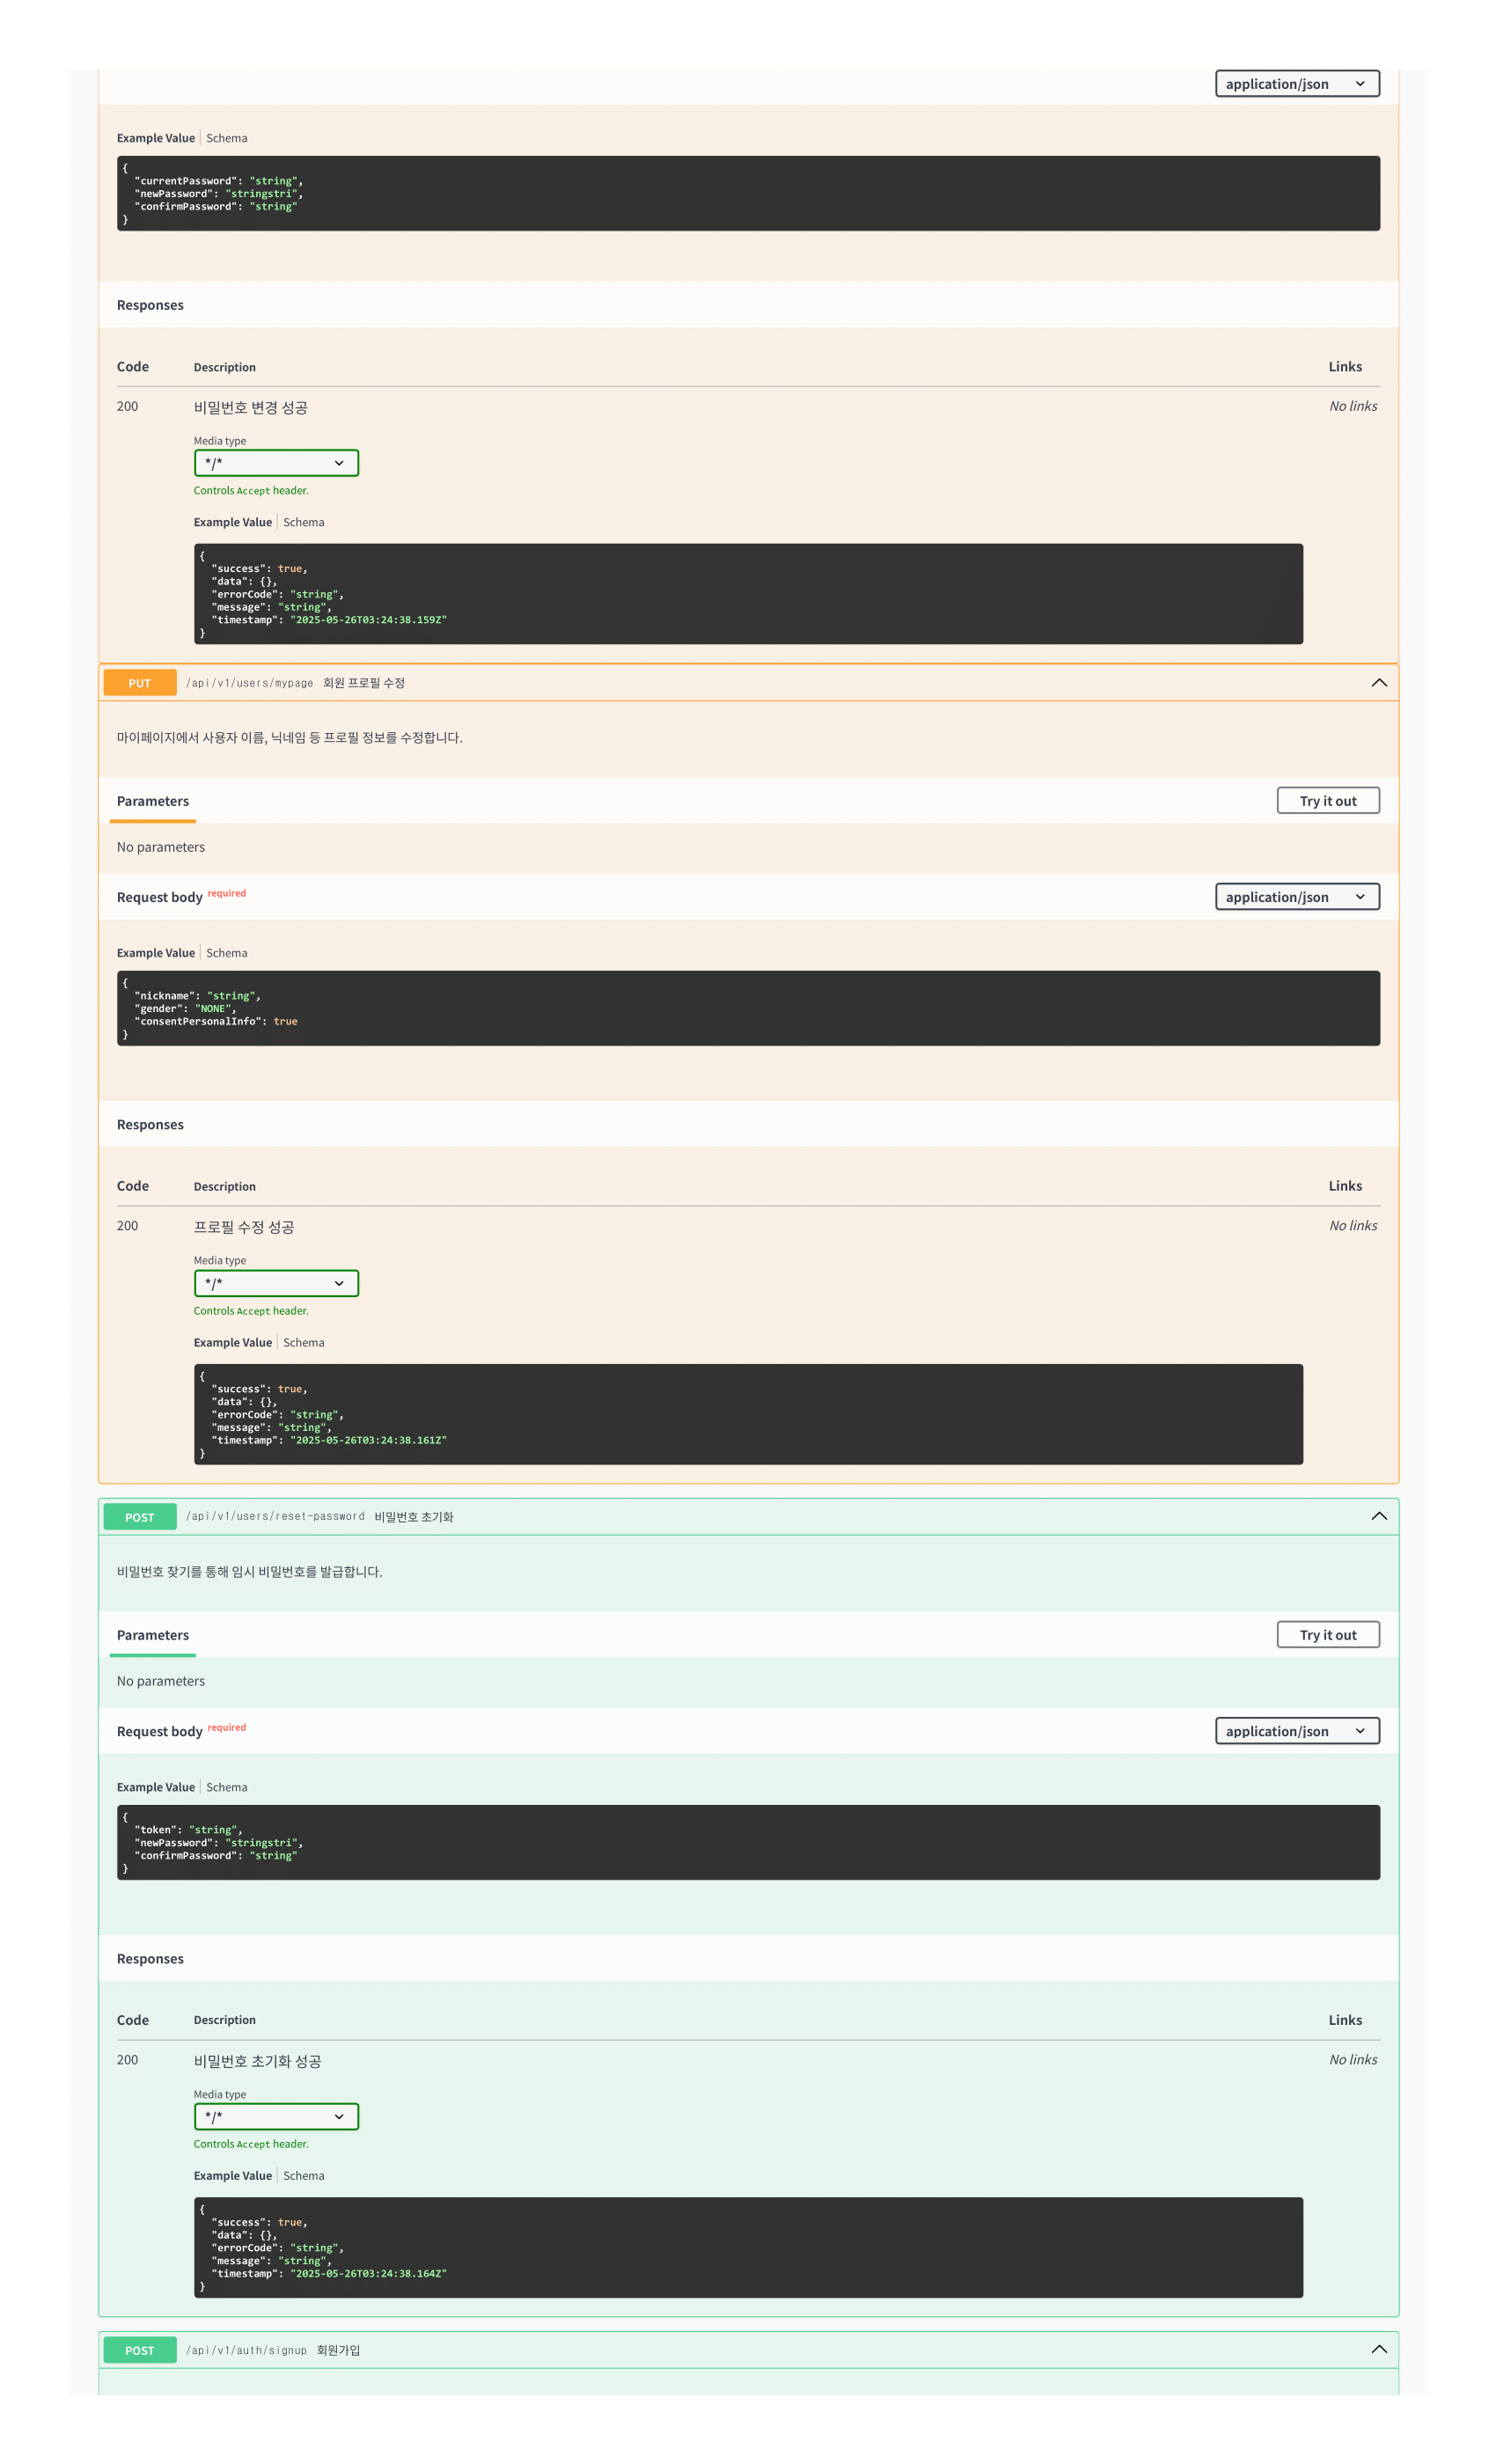 application/json
Example Value Schema
{
  "currentPassword": "string",
  "newPassword": "stringstri",
  "confirmPassword": "string"
}
Responses
Code Description Links
200 비밀번호 변경 성공 No links
Media type
*/*
Controls Accept header.
Example Value Schema
{
  "success": true,
  "data": {},
  "errorCode": "string",
  "message": "string",
  "timestamp": "2025-05-26T03:24:38.159Z"
}
PUT /api/v1/users/mypage 회원 프로필 수정
마이페이지에서 사용자 이름, 닉네임 등 프로필 정보를 수정합니다.
Parameters Try it out
No parameters
Request body required application/json
Example Value Schema
{
  "nickname": "string",
  "gender": "NONE",
  "consentPersonalInfo": true
}
Responses
Code Description Links
200 프로필 수정 성공 No links
Media type
*/*
Controls Accept header.
Example Value Schema
{
  "success": true,
  "data": {},
  "errorCode": "string",
  "message": "string",
  "timestamp": "2025-05-26T03:24:38.161Z"
}
POST /api/v1/users/reset-password 비밀번호 초기화
비밀번호 찾기를 통해 임시 비밀번호를 발급합니다.
Parameters Try it out
No parameters
Request body required application/json
Example Value Schema
{
  "token": "string",
  "newPassword": "stringstri",
  "confirmPassword": "string"
}
Responses
Code Description Links
200 비밀번호 초기화 성공 No links
Media type
*/*
Controls Accept header.
Example Value Schema
{
  "success": true,
  "data": {},
  "errorCode": "string",
  "message": "string",
  "timestamp": "2025-05-26T03:24:38.164Z"
}
POST /api/v1/auth/signup 회원가입